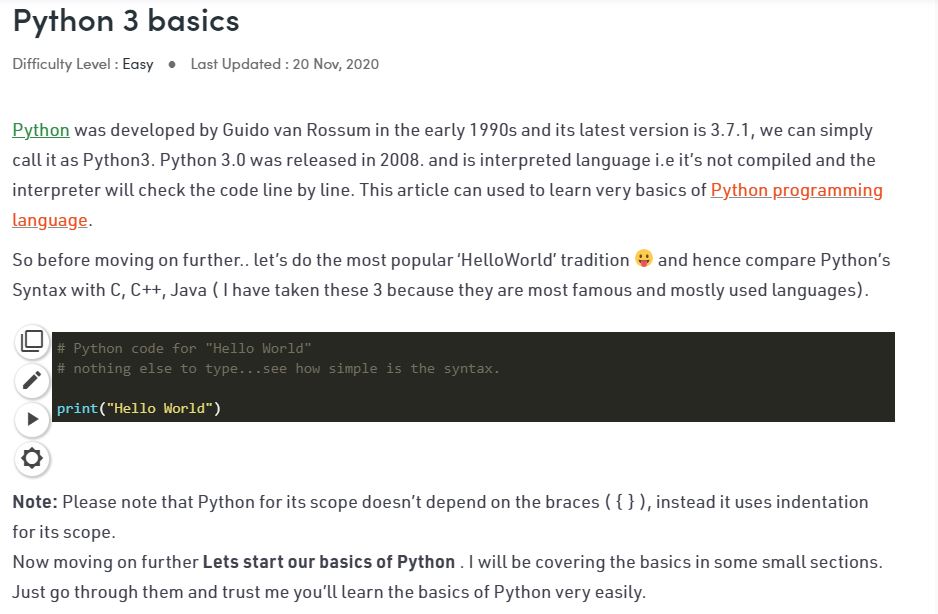 Python 3 basics
Difficulty Level : Easy ● Last Updated : 20 Nov, 2020
Python was developed by Guido van Rossum in the early 1990s and its latest version is 3.7.1, we can simply
call it as Python3. Python 3.0 was released in 2008. and is interpreted language i.e it’s not compiled and the
interpreter will check the code line by line. This article can used to learn very basics of Python programming
language.
So before moving on further.. let’s do the most popular ‘HelloWorld’ tradition 😛 and hence compare Python’s
Syntax with C, C++, Java ( I have taken these 3 because they are most famous and mostly used languages).
# Python code for "Hello World"
# nothing else to type...see how simple is the syntax.
print("Hello World")
Note: Please note that Python for its scope doesn’t depend on the braces ( { } ), instead it uses indentation
for its scope.
Now moving on further Lets start our basics of Python . I will be covering the basics in some small sections.
Just go through them and trust me you’ll learn the basics of Python very easily.